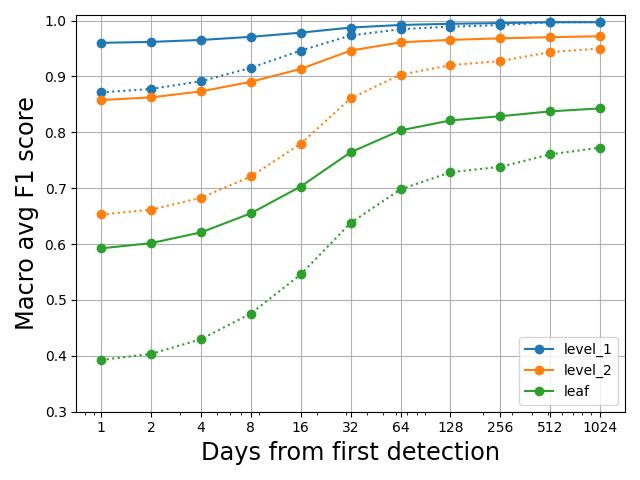 1.0
0.9
0.8
0.7
0.6
0.5
0.4
0.3
Macro avg F1 score
level_1
level_2
leaf
1 2 4 8 16 32 64 128 256 512 1024
Days from first detection